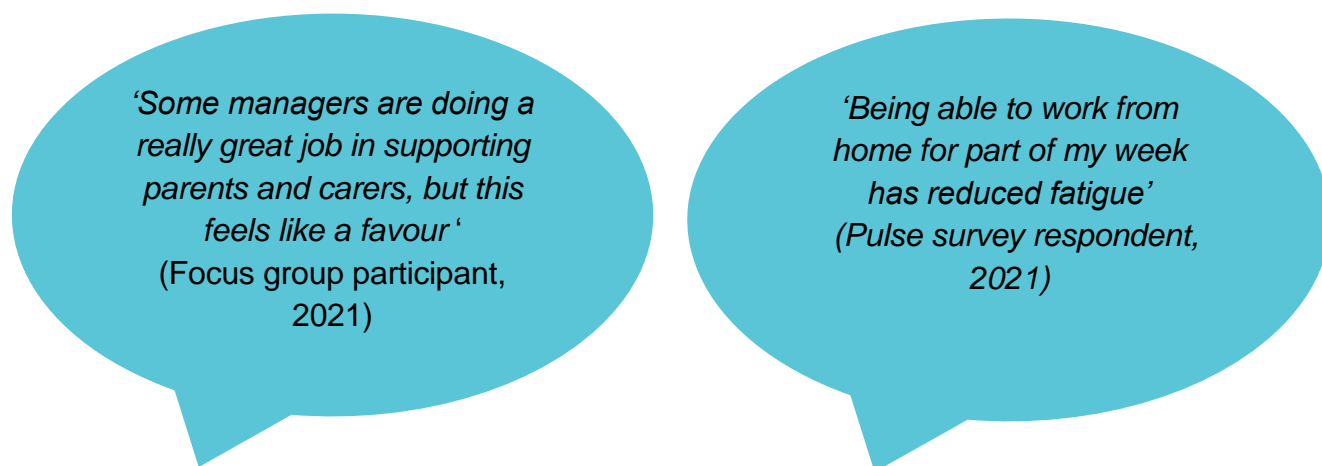 ‘Some managers are doing a
really great job in supporting
parents and carers, but this
feels like a favour ‘
(Focus group participant,
2021)
‘Being able to work from
home for part of my week
has reduced fatigue’
(Pulse survey respondent,
2021)